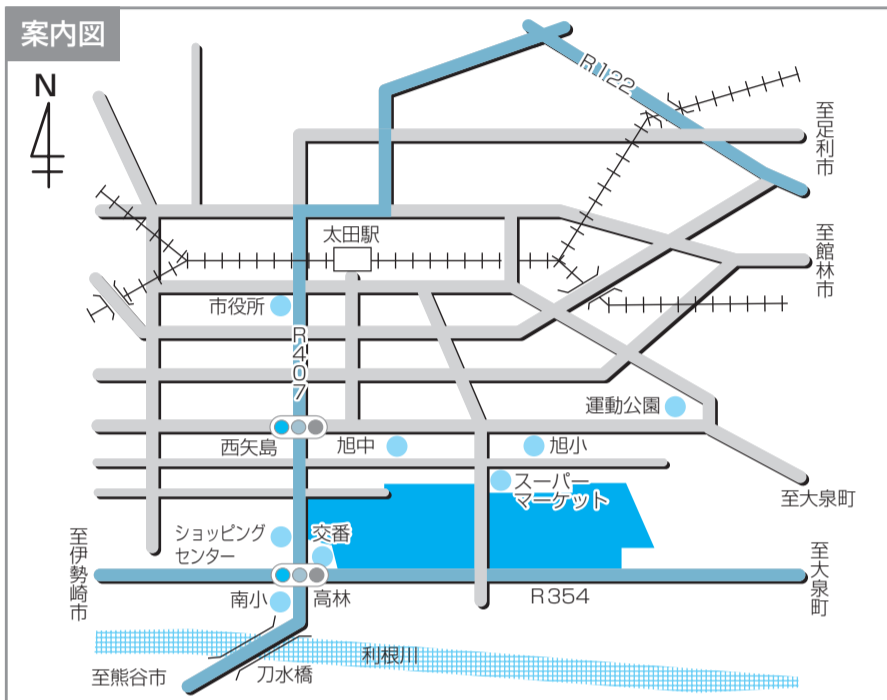 案内図
N
R122
至足利市
至館林市
太田駅
市役所
R407
運動公園
西矢島
旭中
旭小
スーパー
マーケット
至大泉町
ショッピング
センター
交番
至伊勢崎市
至大泉町
南小
高林
R354
利根川
至熊谷市
刀水橋